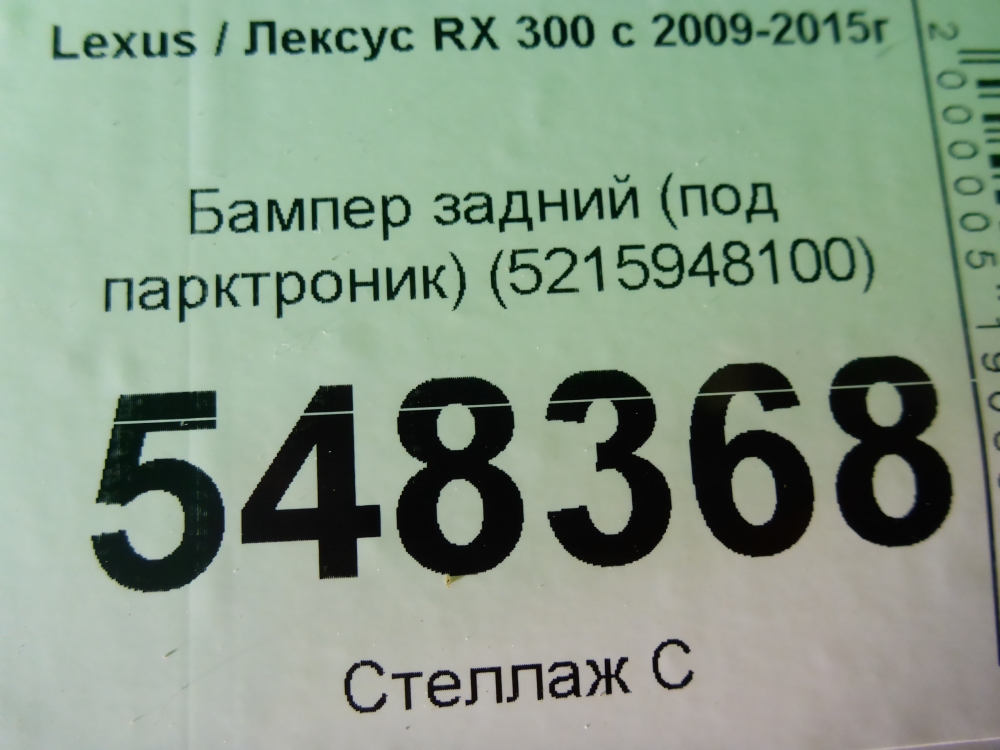 Lexus / Лексус RX 300 с 2009-2015г
Бампер задний (под
парктроник) (5215948100)
548368
Стеллаж С